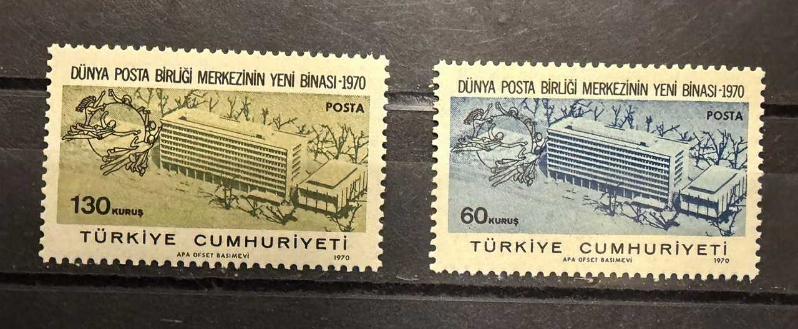 DÜNYA POSTA BİRLİĞİ MERKEZİNİN YENİ BİNASI-1970
POSTA
130 KURUŞ
TÜRKİYE CUMHURİYETİ
APA OFSET BASIMEVİ 1970
DÜNYA POSTA BİRLİĞİ MERKEZİNİN YENİ BİNASI-1970
POSTA
60 KURUŞ
TÜRKİYE CUMHURİYETİ
APA OFSET BASIMEVİ 1970